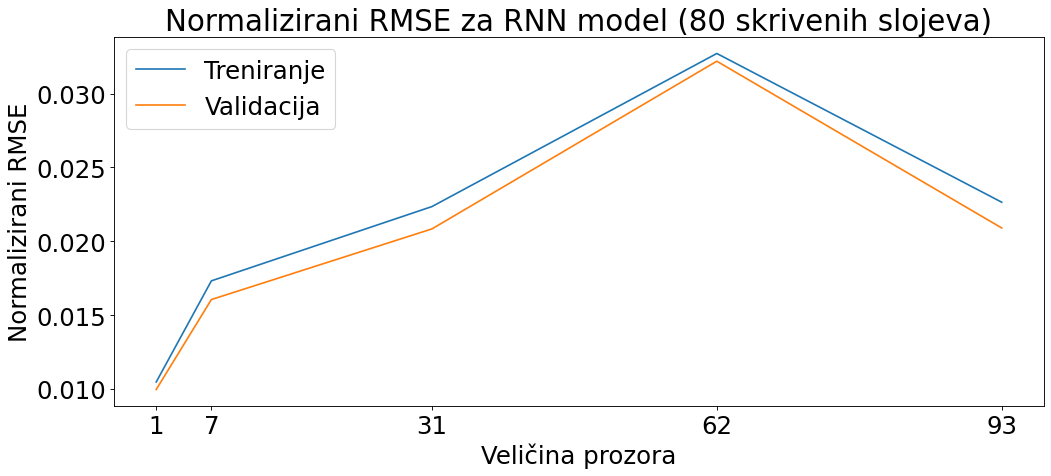 Normalizirani RMSE za RNN model (80 skrivenih slojeva)
Treniranje
Validacija
Normalizirani RMSE
0.030
0.025
0.020
0.015
0.010
1 7 31 62 93
Veličina prozora